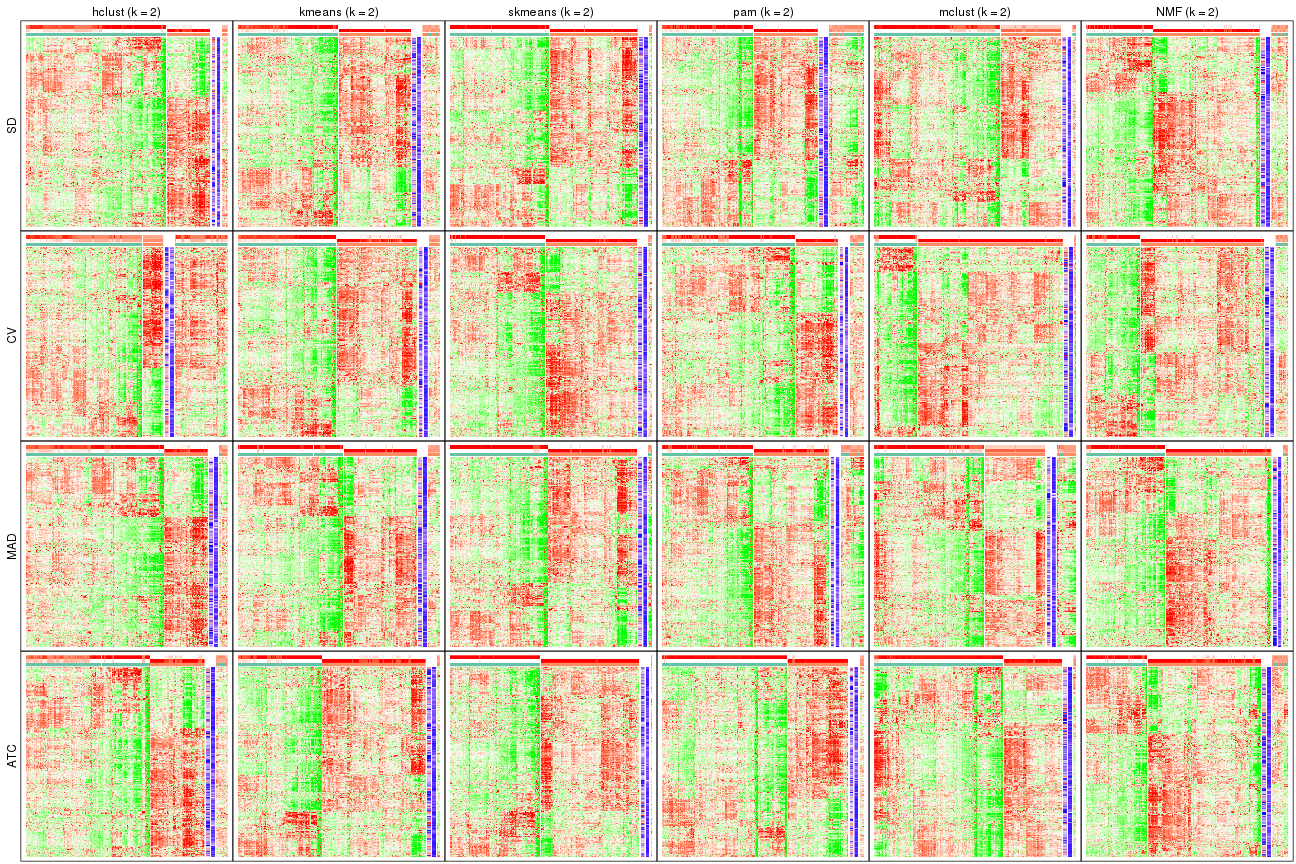 hclust (k = 2) kmeans (k = 2) skmeans (k = 2) pam (k = 2) mclust (k = 2) NMF (k = 2)
SD
CV
MAD
ATC